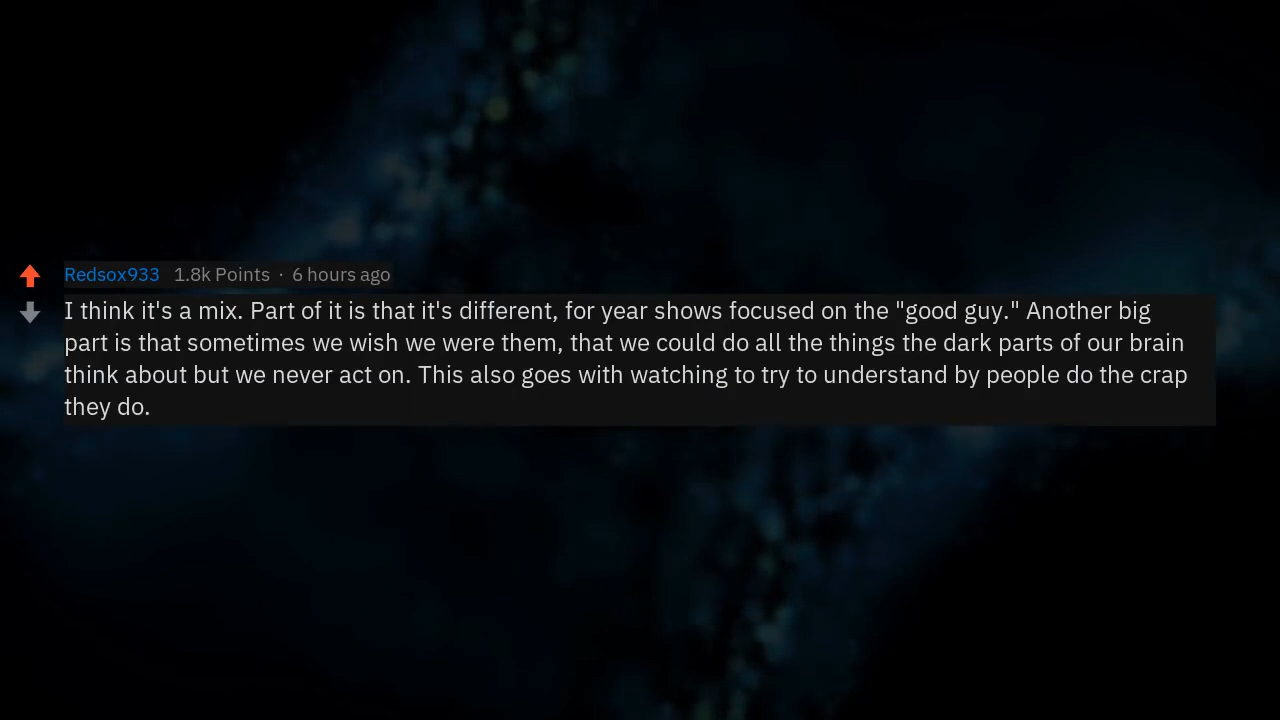 Redsox933 1.8k Points · 6 hours ago
I think it's a mix. Part of it is that it's different, for year shows focused on the "good guy." Another big
part is that sometimes we wish we were them, that we could do all the things the dark parts of our brain
think about but we never act on. This also goes with watching to try to understand by people do the crap
they do.